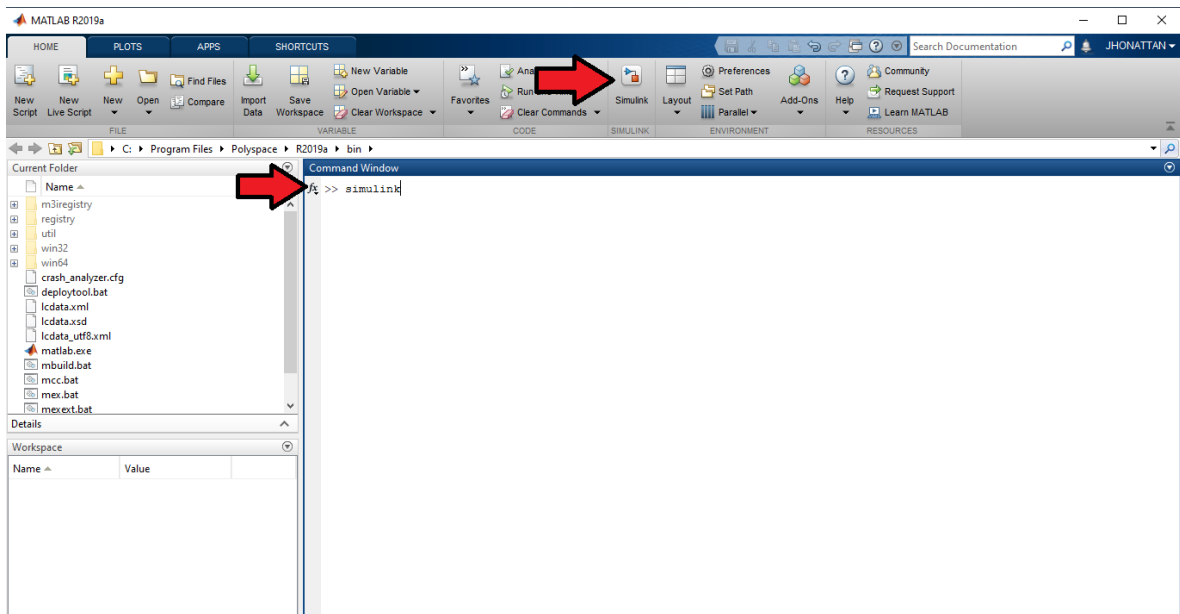 MATLAB R2019a
HOME PLOTS APPS SHORTCUTS Search Documentation JHONATTAN
New Script New Live Script New Open Find Files Compare Import Data Save Workspace New Variable Open Variable Clear Workspace Favorites Clear Commands Simulink Layout Preferences Set Path Parallel Add-Ons Help Community Request Support Learn MATLAB
FILE VARIABLE CODE SIMULINK ENVIRONMENT RESOURCES
C: Program Files Polyspace R2019a bin
Current Folder
Name
m3iregistry
registry
util
win32
win64
crash_analyzer.cfg
deploytool.bat
lcdata.xml
lcdata.xsd
lcdata_utf8.xml
matlab.exe
mbuild.bat
mcc.bat
mex.bat
mexext.bat
Details
Workspace
Name Value
Command Window
fx >> simulink